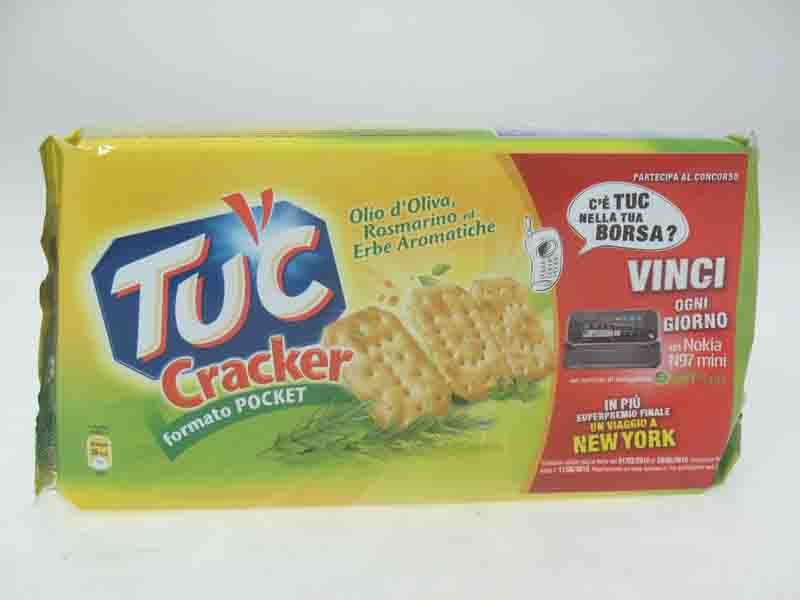 TUC
Cracker
formato POCKET
Olio d'Oliva,
Rosmarino ed
Erbe Aromatiche
PARTECIPA AL CONCORSO
C'È TUC
NELLA TUA
BORSA?
VINCI
OGNI
GIORNO
un Nokia
N97 mini
IN PIÙ
SUPERPREMIO FINALE
UN VIAGGIO A
NEW YORK